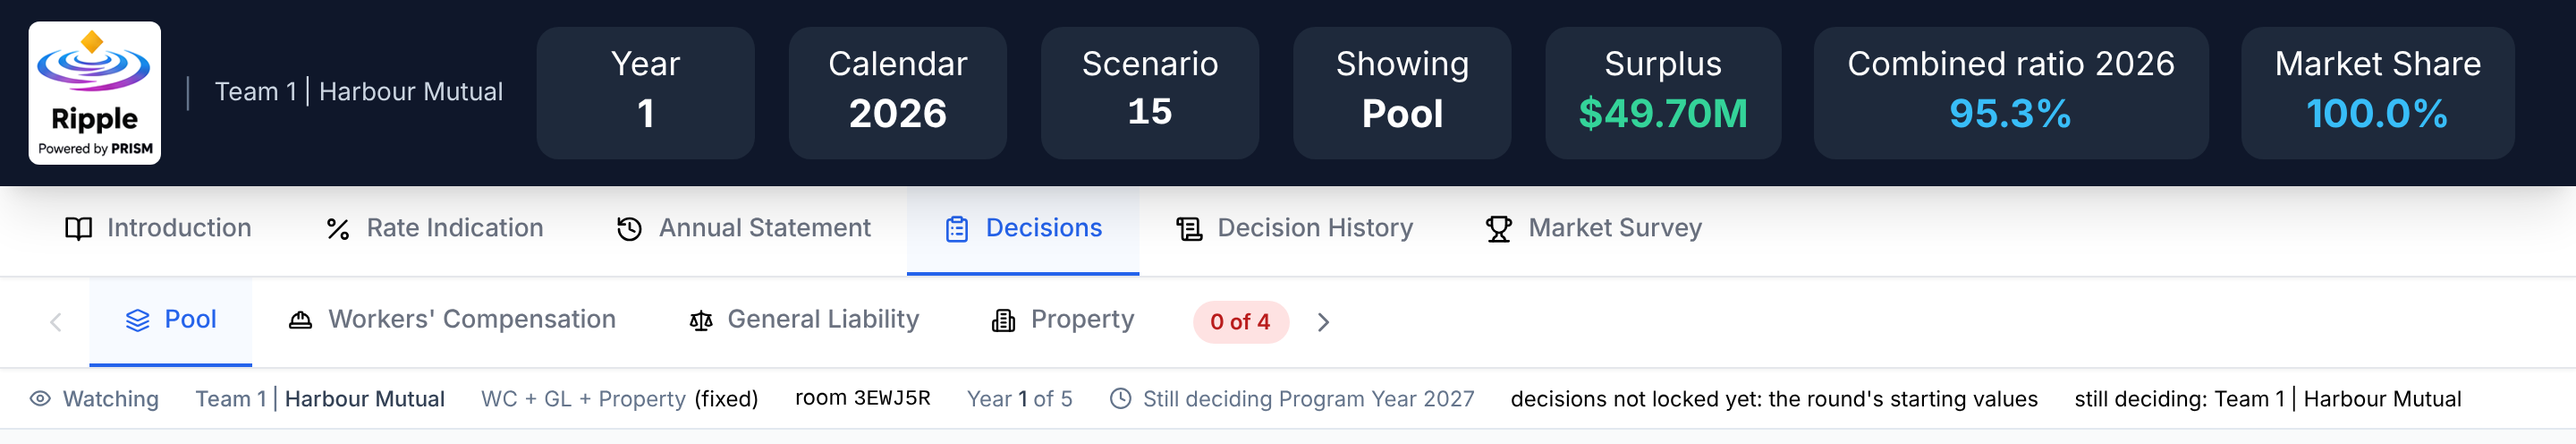 Ripple
Powered by PRISM
Team 1 | Harbour Mutual
Year
1
Calendar
2026
Scenario
15
Showing
Pool
Surplus
$49.70M
Combined ratio 2026
95.3%
Market Share
100.0%
Introduction
Rate Indication
Annual Statement
Decisions
Decision History
Market Survey
Pool
Workers' Compensation
General Liability
Property
0 of 4
Watching Team 1 | Harbour Mutual WC + GL + Property (fixed) room 3EWJ5R Year 1 of 5 Still deciding Program Year 2027 decisions not locked yet: the round's starting values still deciding: Team 1 | Harbour Mutual